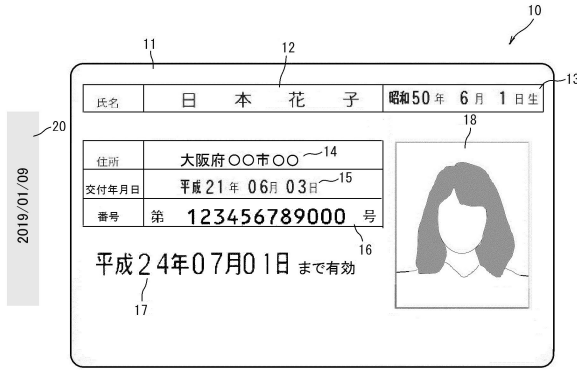 10
11
12
13
氏名 日本花子 昭和50年 6月 1日生
20
18
住所 大阪府○○市○○ 14
交付年月日 平成21年 06月 03日 15
番号 第 123456789000 号
16
平成24年07月01日まで有効
17
2019/01/09